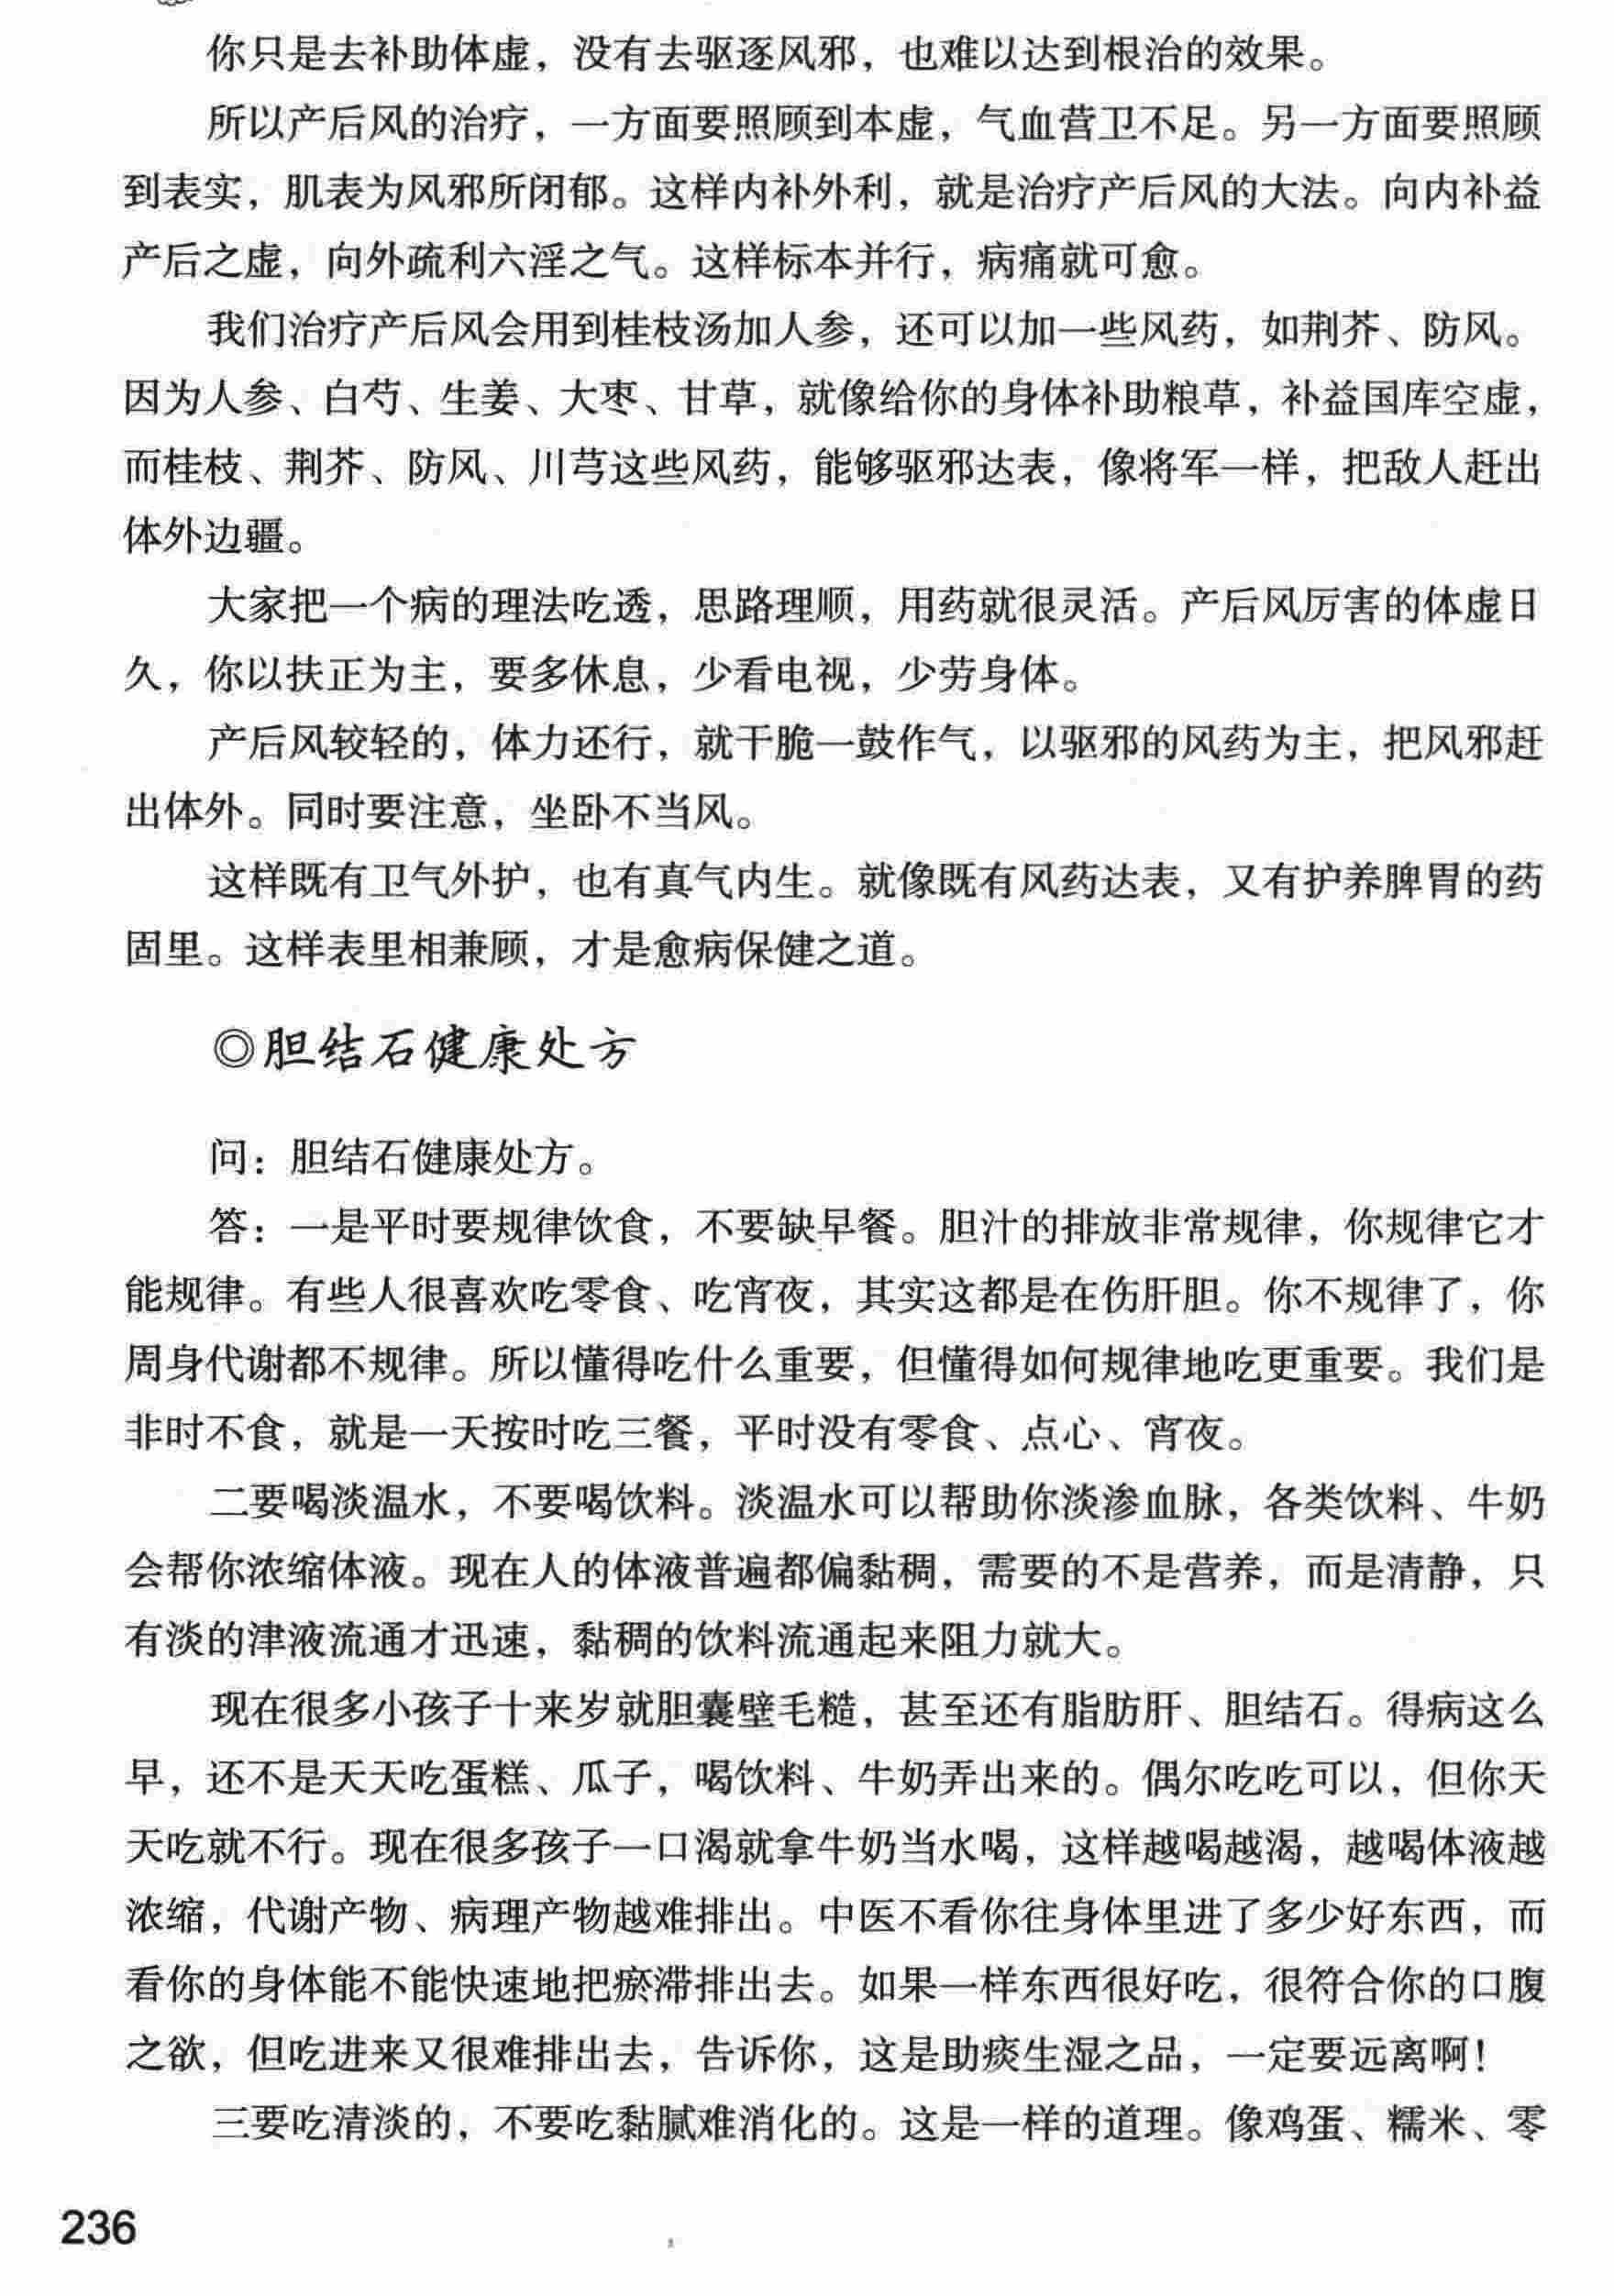 你只是去补助体虚，没有去驱逐风邪，也难以达到根治的效果。
所以产后风的治疗，一方面要照顾到本虚，气血营卫不足。另一方面要照顾
到表实，肌表为风邪所闭郁。这样内补外利，就是治疗产后风的大法。向内补益
产后之虚，向外疏利六淫之气。这样标本并行，病痛就可愈。
我们治疗产后风会用到桂枝汤加人参，还可以加一些风药，如荆芥、防风。
因为人参、白芍、生姜、大枣、甘草，就像给你的身体补助粮草，补益国库空虚，
而桂枝、荆芥、防风、川芎这些风药，能够驱邪达表，像将军一样，把敌人赶出
体外边疆。
大家把一个病的理法吃透，思路理顺，用药就很灵活。产后风厉害的体虚日
久，你以扶正为主，要多休息，少看电视，少劳身体。
产后风较轻的，体力还行，就干脆一鼓作气，以驱邪的风药为主，把风邪赶
出体外。同时要注意，坐卧不当风。
这样既有卫气外护，也有真气内生。就像既有风药达表，又有护养脾胃的药
固里。这样表里相兼顾，才是愈病保健之道。
◎胆结石健康处方
问：胆结石健康处方。
答：一是平时要规律饮食，不要缺早餐。胆汁的排放非常规律，你规律它才
能规律。有些人很喜欢吃零食、吃宵夜，其实这都是在伤肝胆。你不规律了，你
周身代谢都不规律。所以懂得吃什么重要，但懂得如何规律地吃更重要。我们是
非时不食，就是一天按时吃三餐，平时没有零食、点心、宵夜。
二要喝淡温水，不要喝饮料。淡温水可以帮助你淡渗血脉，各类饮料、牛奶
会帮你浓缩体液。现在人的体液普遍都偏黏稠，需要的不是营养，而是清静，只
有淡的津液流通才迅速，黏稠的饮料流通起来阻力就大。
现在很多小孩子十来岁就胆囊壁毛糙，甚至还有脂肪肝、胆结石。得病这么
早，还不是天天吃蛋糕、瓜子，喝饮料、牛奶弄出来的。偶尔吃吃可以，但你天
天吃就不行。现在很多孩子一口渴就拿牛奶当水喝，这样越喝越渴，越喝体液越
浓缩，代谢产物、病理产物越难排出。中医不看你往身体里进了多少好东西，而
看你的身体能不能快速地把瘀滞排出去。如果一样东西很好吃，很符合你的口腹
之欲，但吃进来又很难排出去，告诉你，这是助痰生湿之品，一定要远离啊！
三要吃清淡的，不要吃黏腻难消化的。这是一样的道理。像鸡蛋、糯米、零
236